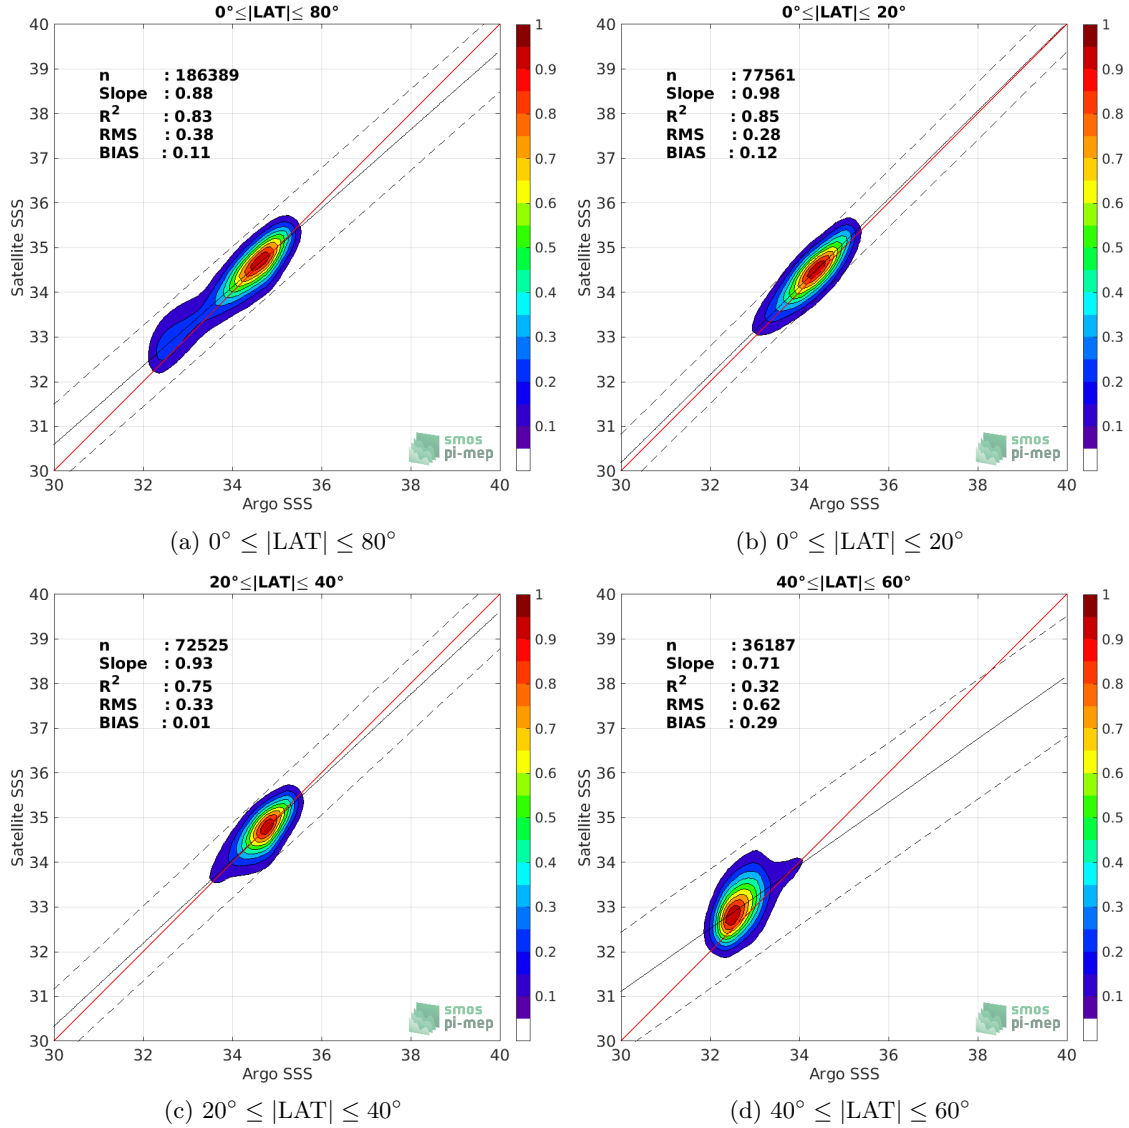 0°≤|LAT|≤ 80°
n : 186389
Slope : 0.88
R² : 0.83
RMS : 0.38
BIAS : 0.11
40
39
38
37
36
35
34
33
32
31
30
Satellite SSS
30 32 34 36 38 40
Argo SSS
1
0.9
0.8
0.7
0.6
0.5
0.4
0.3
0.2
0.1
smos
pi-mep
(a) 0° ≤ |LAT| ≤ 80°
0°≤|LAT|≤ 20°
n : 77561
Slope : 0.98
R² : 0.85
RMS : 0.28
BIAS : 0.12
40
39
38
37
36
35
34
33
32
31
30
Satellite SSS
30 32 34 36 38 40
Argo SSS
1
0.9
0.8
0.7
0.6
0.5
0.4
0.3
0.2
0.1
smos
pi-mep
(b) 0° ≤ |LAT| ≤ 20°
20°≤|LAT|≤ 40°
n : 72525
Slope : 0.93
R² : 0.75
RMS : 0.33
BIAS : 0.01
40
39
38
37
36
35
34
33
32
31
30
Satellite SSS
30 32 34 36 38 40
Argo SSS
1
0.9
0.8
0.7
0.6
0.5
0.4
0.3
0.2
0.1
smos
pi-mep
(c) 20° ≤ |LAT| ≤ 40°
40°≤|LAT|≤ 60°
n : 36187
Slope : 0.71
R² : 0.32
RMS : 0.62
BIAS : 0.29
40
39
38
37
36
35
34
33
32
31
30
Satellite SSS
30 32 34 36 38 40
Argo SSS
1
0.9
0.8
0.7
0.6
0.5
0.4
0.3
0.2
0.1
smos
pi-mep
(d) 40° ≤ |LAT| ≤ 60°